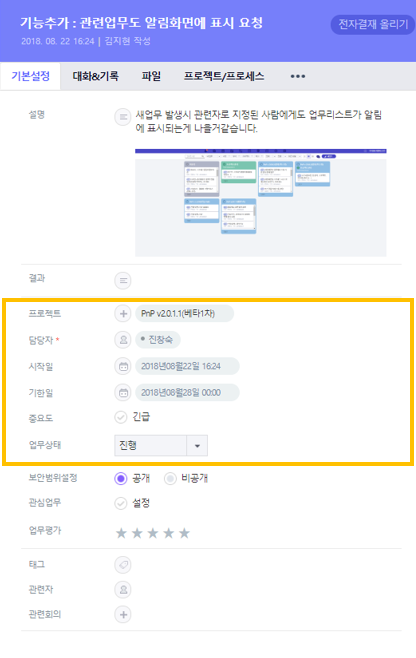 기능추가 : 관련업무도 알림화면에 표시 요청
2018. 08. 22 16:24 | 김지현 작성
전자결재 올리기
기본설정 대화&기록 파일 프로젝트/프로세스 •••
설명
새업무 발생시 관련자로 지정된 사람에게도 업무리스트가 알림
에 표시되는게 나을거같습니다.
결과
프로젝트 PnP v2.0.1.1(베타1차)
담당자 * 진창숙
시작일 2018년08월22일 16:24
기한일 2018년08월28일 00:00
중요도 긴급
업무상태 진행
보안범위설정 공개 비공개
관심업무 설정
업무평가 ★★★★★
태그
관련자
관련회의